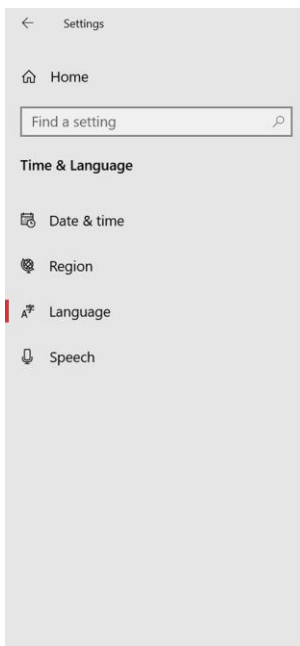 Settings
Home
Find a setting
Time & Language
Date & time
Region
Language
Speech